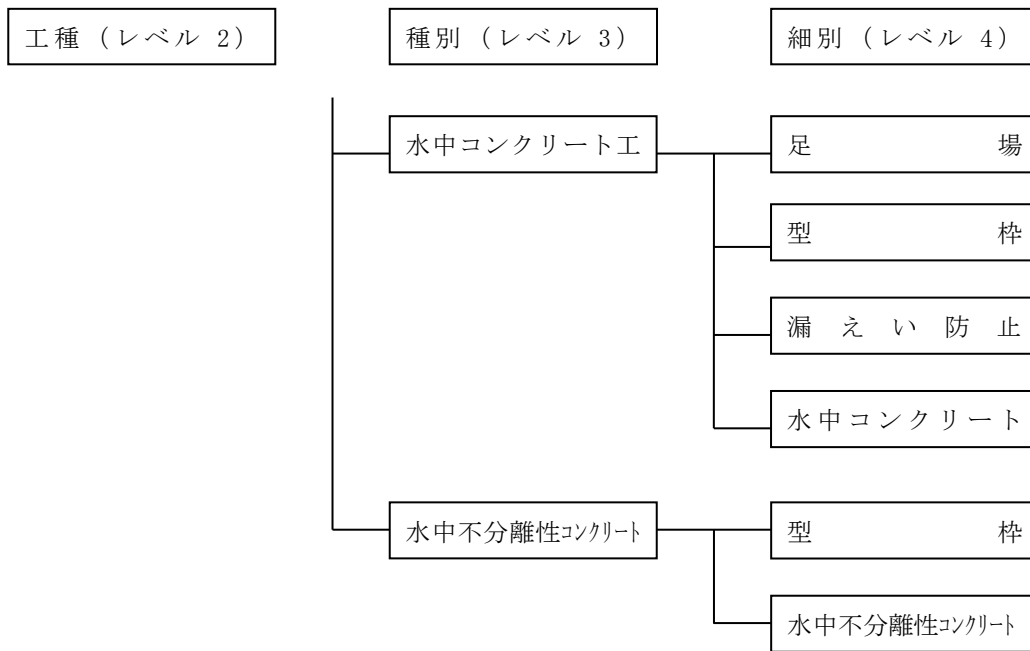 工種（レベル 2） 種別（レベル 3） 細別（レベル 4）
水中コンクリート工 足場
型枠
漏えい防止
水中コンクリート
水中不分離性コンクリート 型枠
水中不分離性コンクリート